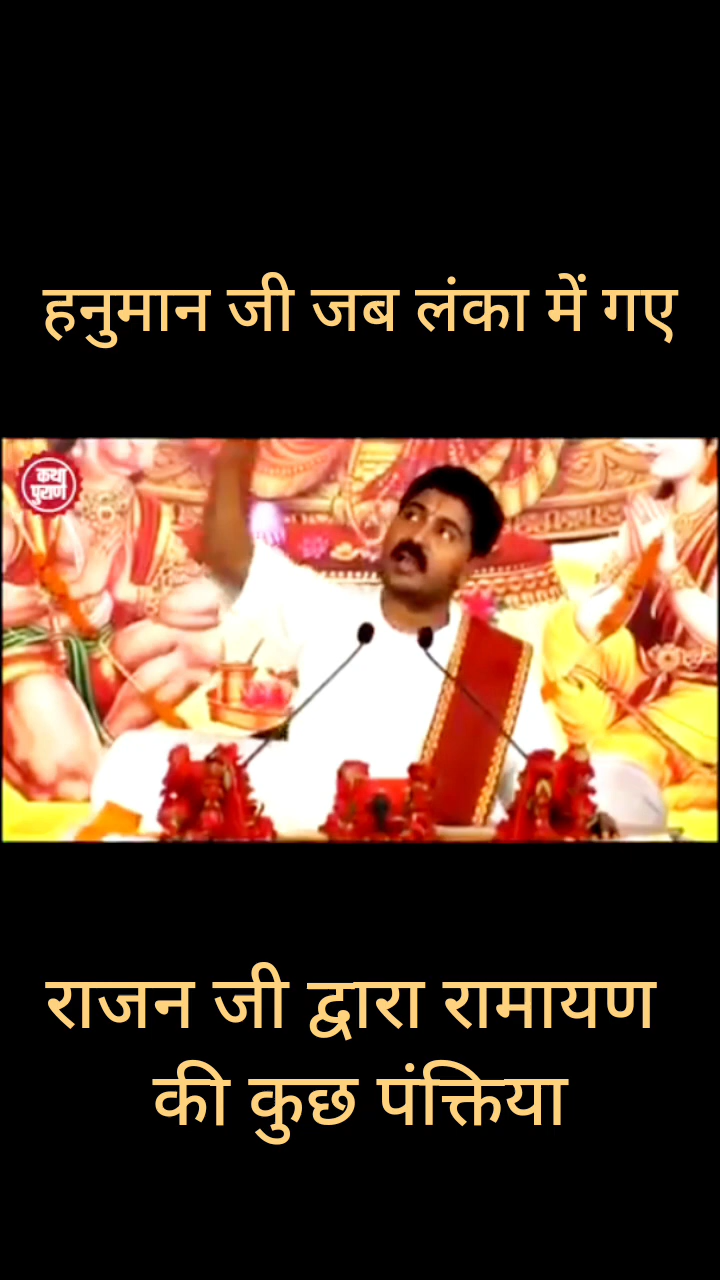 हनुमान जी जब लंका में गए
कथा
पुराण
राजन जी द्वारा रामायण
की कुछ पंक्तिया